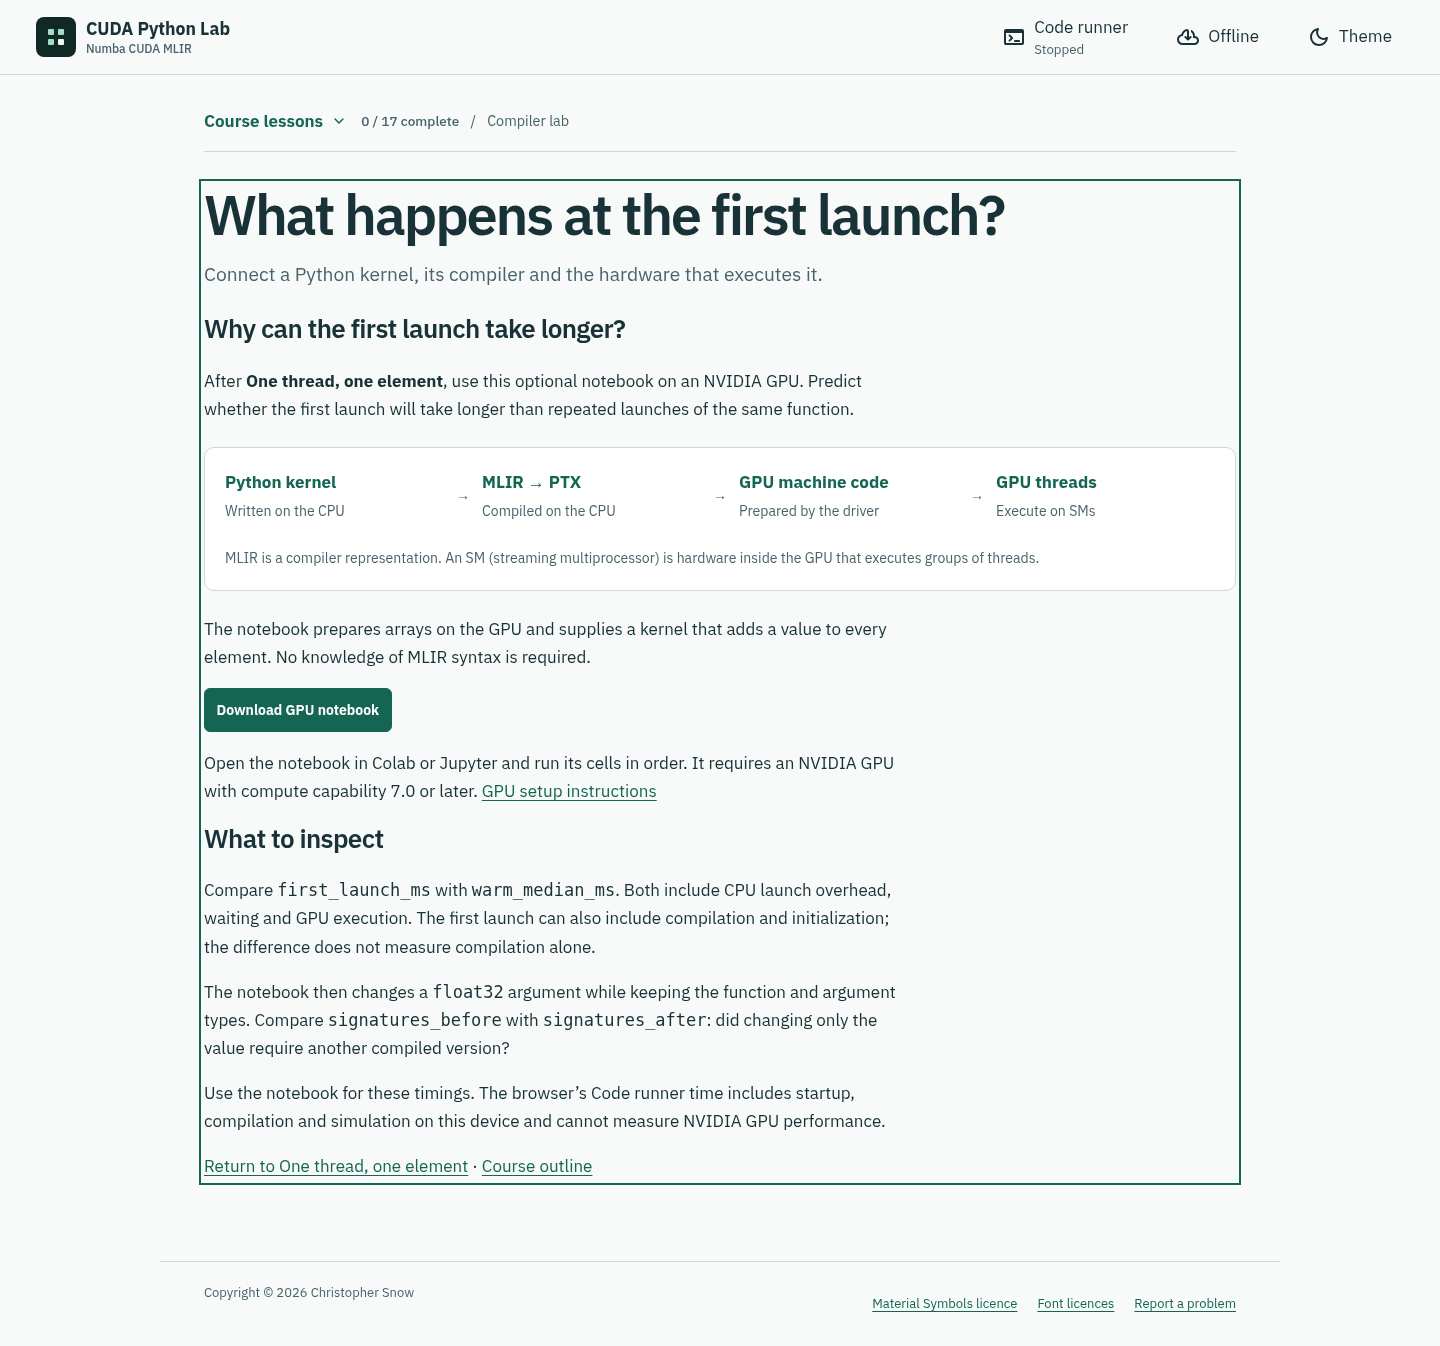 CUDA Python Lab
Numba CUDA MLIR
Code runner
Stopped
Offline
Theme
Course lessons
0 / 17 complete / Compiler lab
What happens at the first launch?
Connect a Python kernel, its compiler and the hardware that executes it.
Why can the first launch take longer?
After One thread, one element, use this optional notebook on an NVIDIA GPU. Predict
whether the first launch will take longer than repeated launches of the same function.
Python kernel
Written on the CPU
→
MLIR → PTX
Compiled on the CPU
→
GPU machine code
Prepared by the driver
→
GPU threads
Execute on SMs
MLIR is a compiler representation. An SM (streaming multiprocessor) is hardware inside the GPU that executes groups of threads.
The notebook prepares arrays on the GPU and supplies a kernel that adds a value to every
element. No knowledge of MLIR syntax is required.
Download GPU notebook
Open the notebook in Colab or Jupyter and run its cells in order. It requires an NVIDIA GPU
with compute capability 7.0 or later. GPU setup instructions
What to inspect
Compare first_launch_ms with warm_median_ms. Both include CPU launch overhead,
waiting and GPU execution. The first launch can also include compilation and initialization;
the difference does not measure compilation alone.
The notebook then changes a float32 argument while keeping the function and argument
types. Compare signatures_before with signatures_after: did changing only the
value require another compiled version?
Use the notebook for these timings. The browser’s Code runner time includes startup,
compilation and simulation on this device and cannot measure NVIDIA GPU performance.
Return to One thread, one element · Course outline
Copyright © 2026 Christopher Snow
Material Symbols licence
Font licences
Report a problem